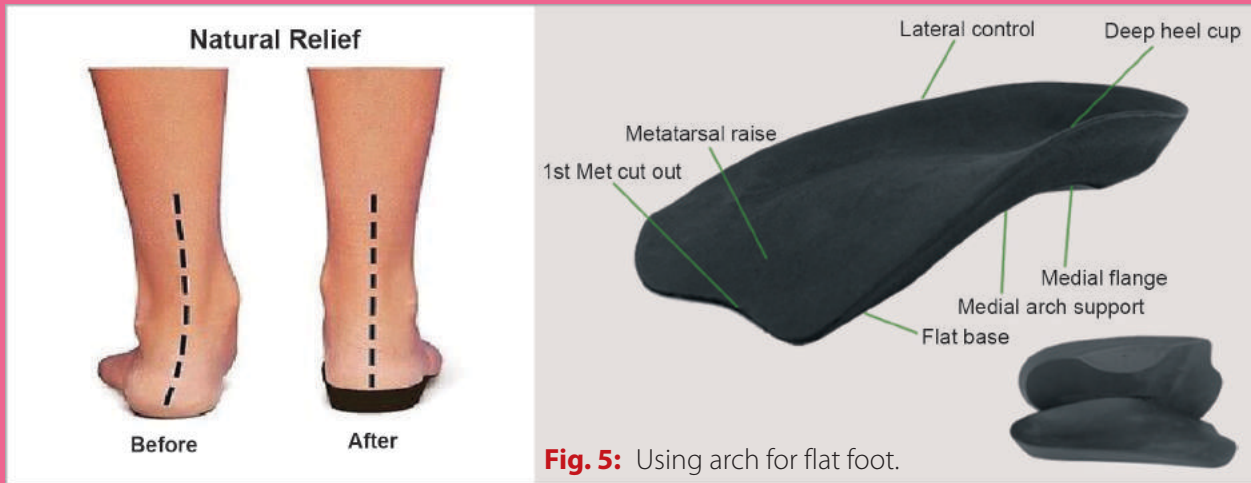 Natural Relief
Before
After
Lateral control
Deep heel cup
Metatarsal raise
1st Met cut out
Medial flange
Medial arch support
Flat base
Fig. 5: Using arch for flat foot.